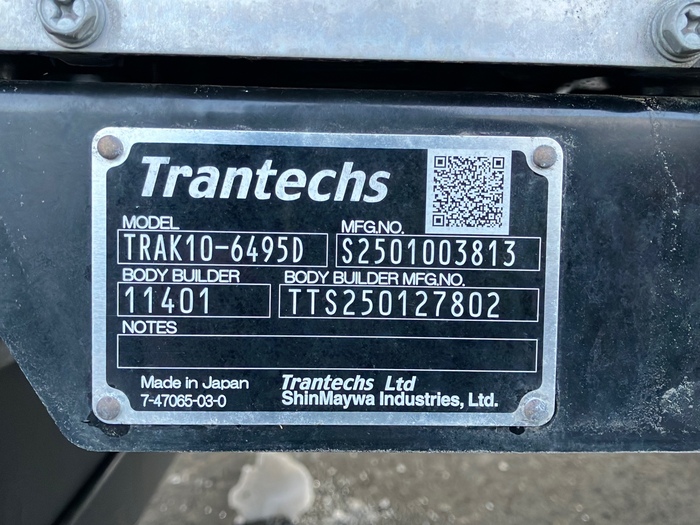 Trantechs
MODEL MFG.NO.
TRAK10-6495D S2501003813
BODY BUILDER BODY BUILDER MFG.NO.
11401 TTS250127802
NOTES
Made in Japan Trantechs Ltd
7-47065-03-0 ShinMaywa Industries, Ltd.